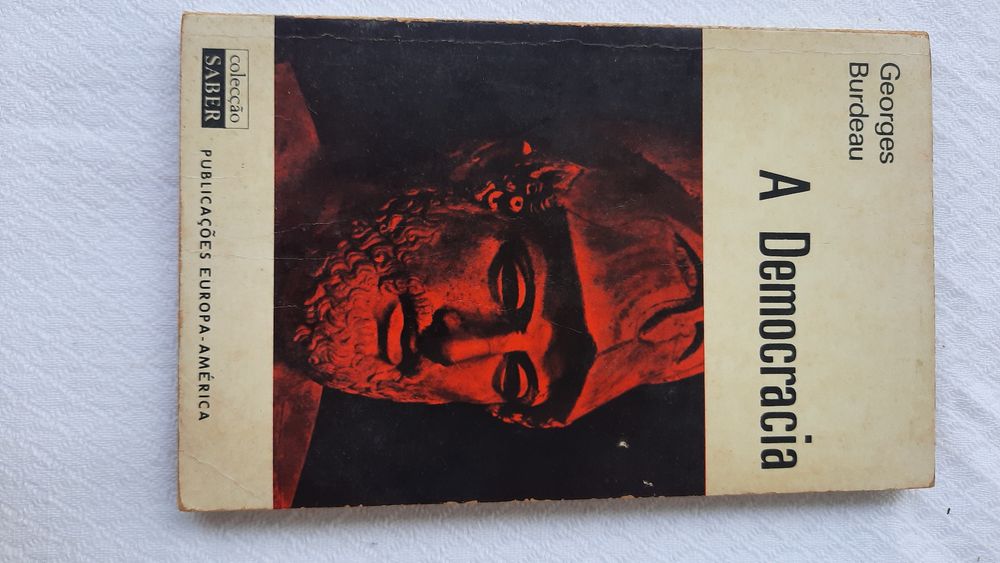 Georges
Burdeau
A Democracia
colecção
SABER
PUBLICAÇÕES EUROPA-AMÉRICA